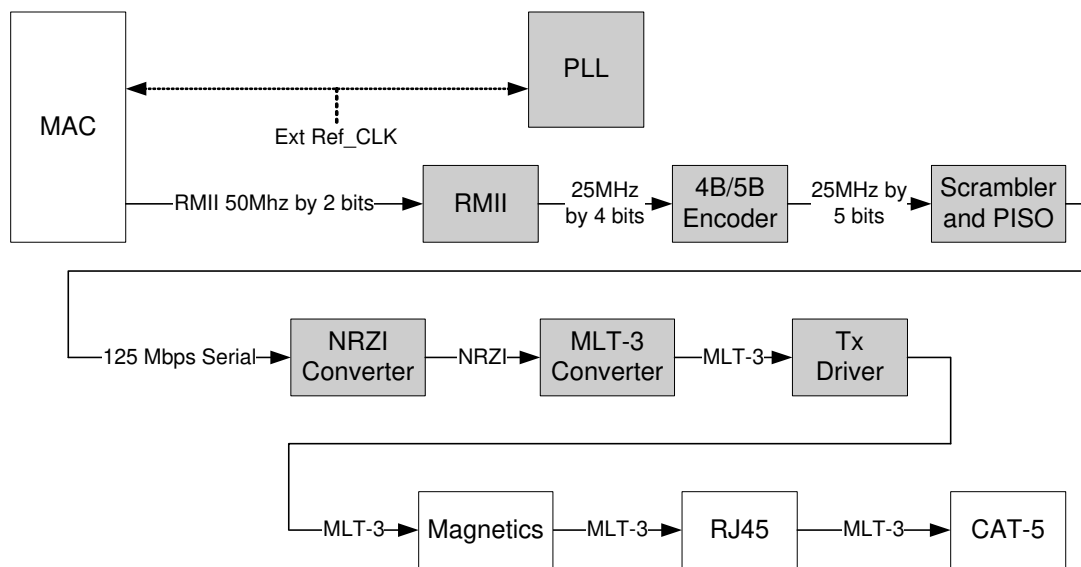 PLL
MAC
Ext Ref_CLK
RMII 50Mhz by 2 bits
RMII
25MHz
by 4 bits
4B/5B
Encoder
25MHz by
5 bits
Scrambler
and PISO
125 Mbps Serial
NRZI
Converter
NRZI
MLT-3
Converter
MLT-3
Tx
Driver
MLT-3
Magnetics
MLT-3
RJ45
MLT-3
CAT-5